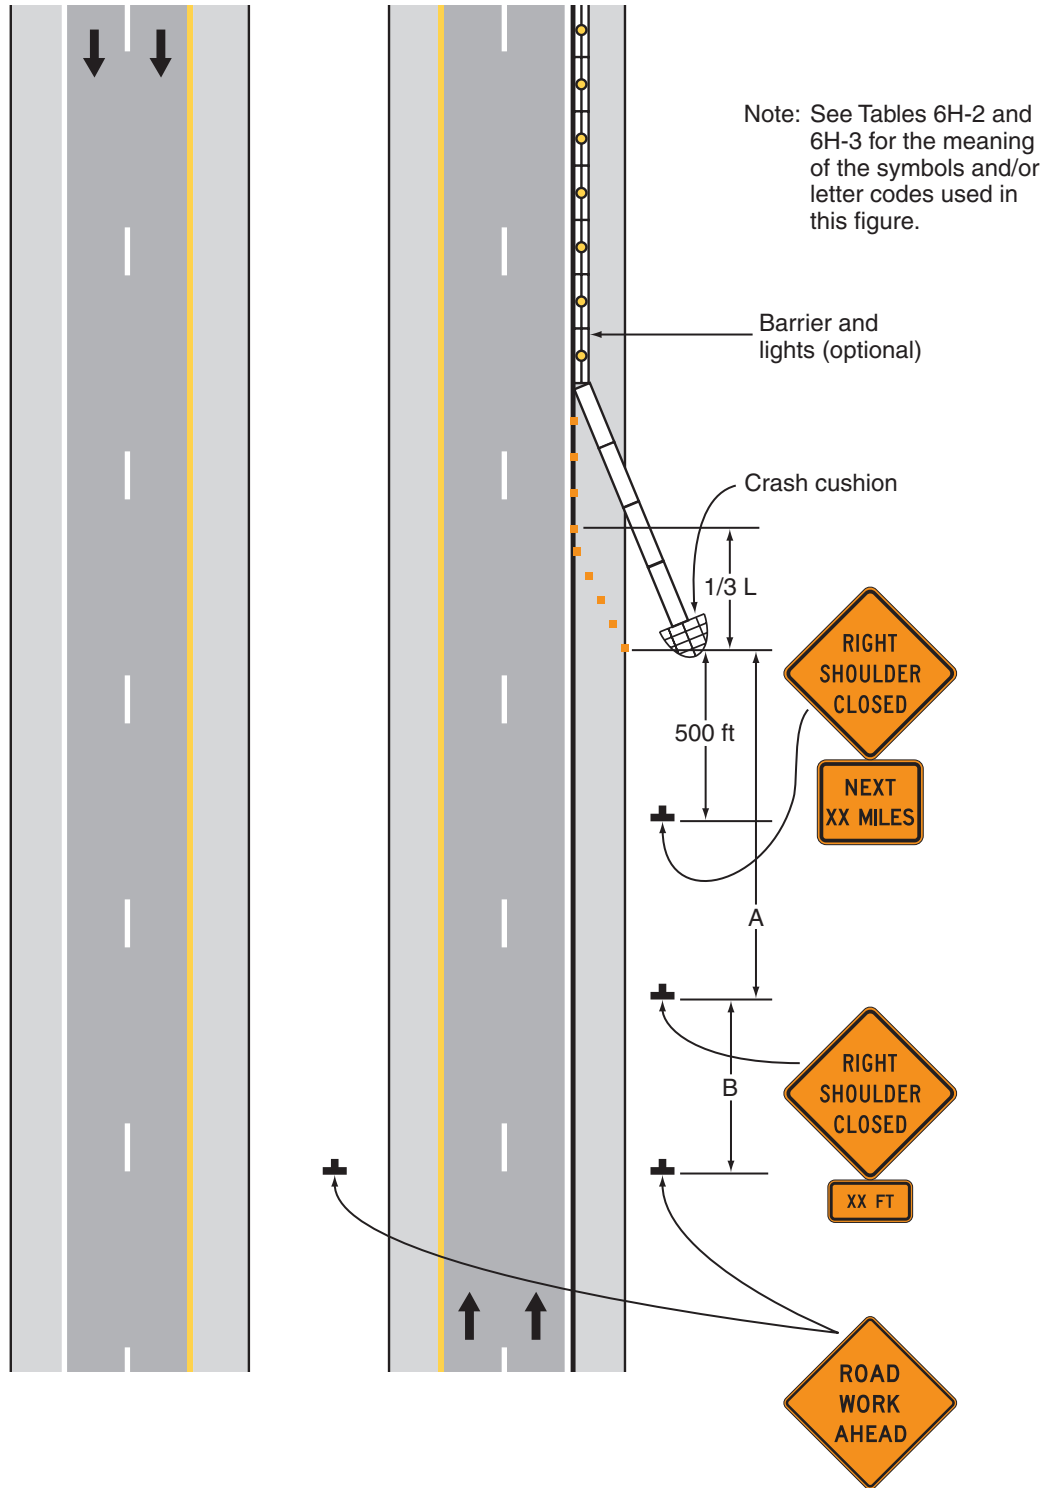 Note: See Tables 6H-2 and
6H-3 for the meaning
of the symbols and/or
letter codes used in
this figure.
Barrier and
lights (optional)
Crash cushion
1/3 L
RIGHT
SHOULDER
CLOSED
500 ft
NEXT
XX MILES
A
B
RIGHT
SHOULDER
CLOSED
XX FT
ROAD
WORK
AHEAD